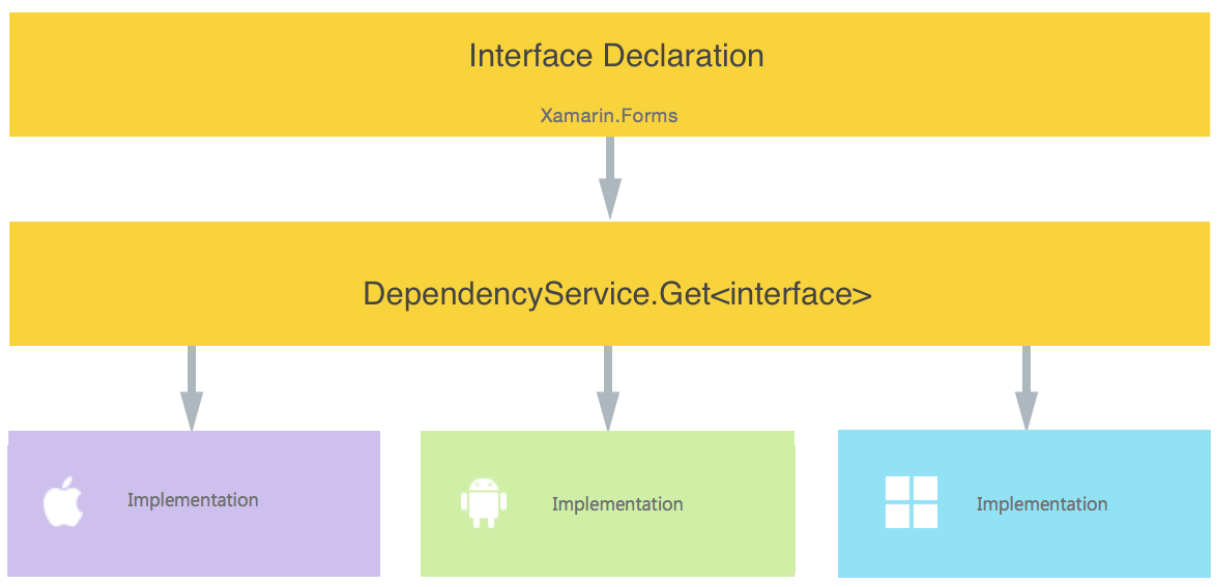 Interface Declaration
Xamarin.Forms
DependencyService.Get<interface>
Implementation
Implementation
Implementation